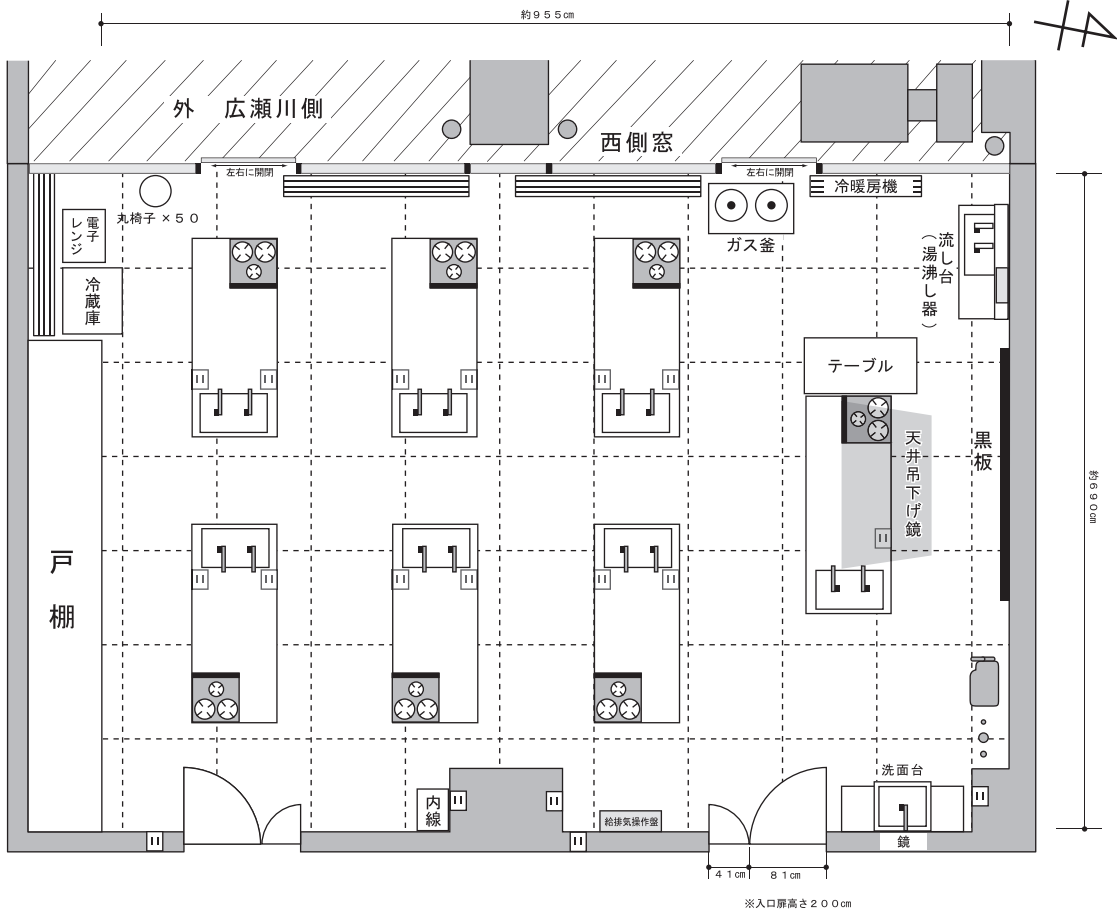 約９５５㎝
外　広瀬川側
西側窓
左右に開閉
左右に開閉
冷暖房機
丸椅子 ×５０
電子
レンジ
冷蔵庫
ガス釜
流し台
（湯沸し器）
テーブル
天井吊下げ鏡
黒板
約６９０㎝
戸棚
内線
給排気操作盤
洗面台
鏡
４１㎝
８１㎝
※入口扉高さ２００㎝